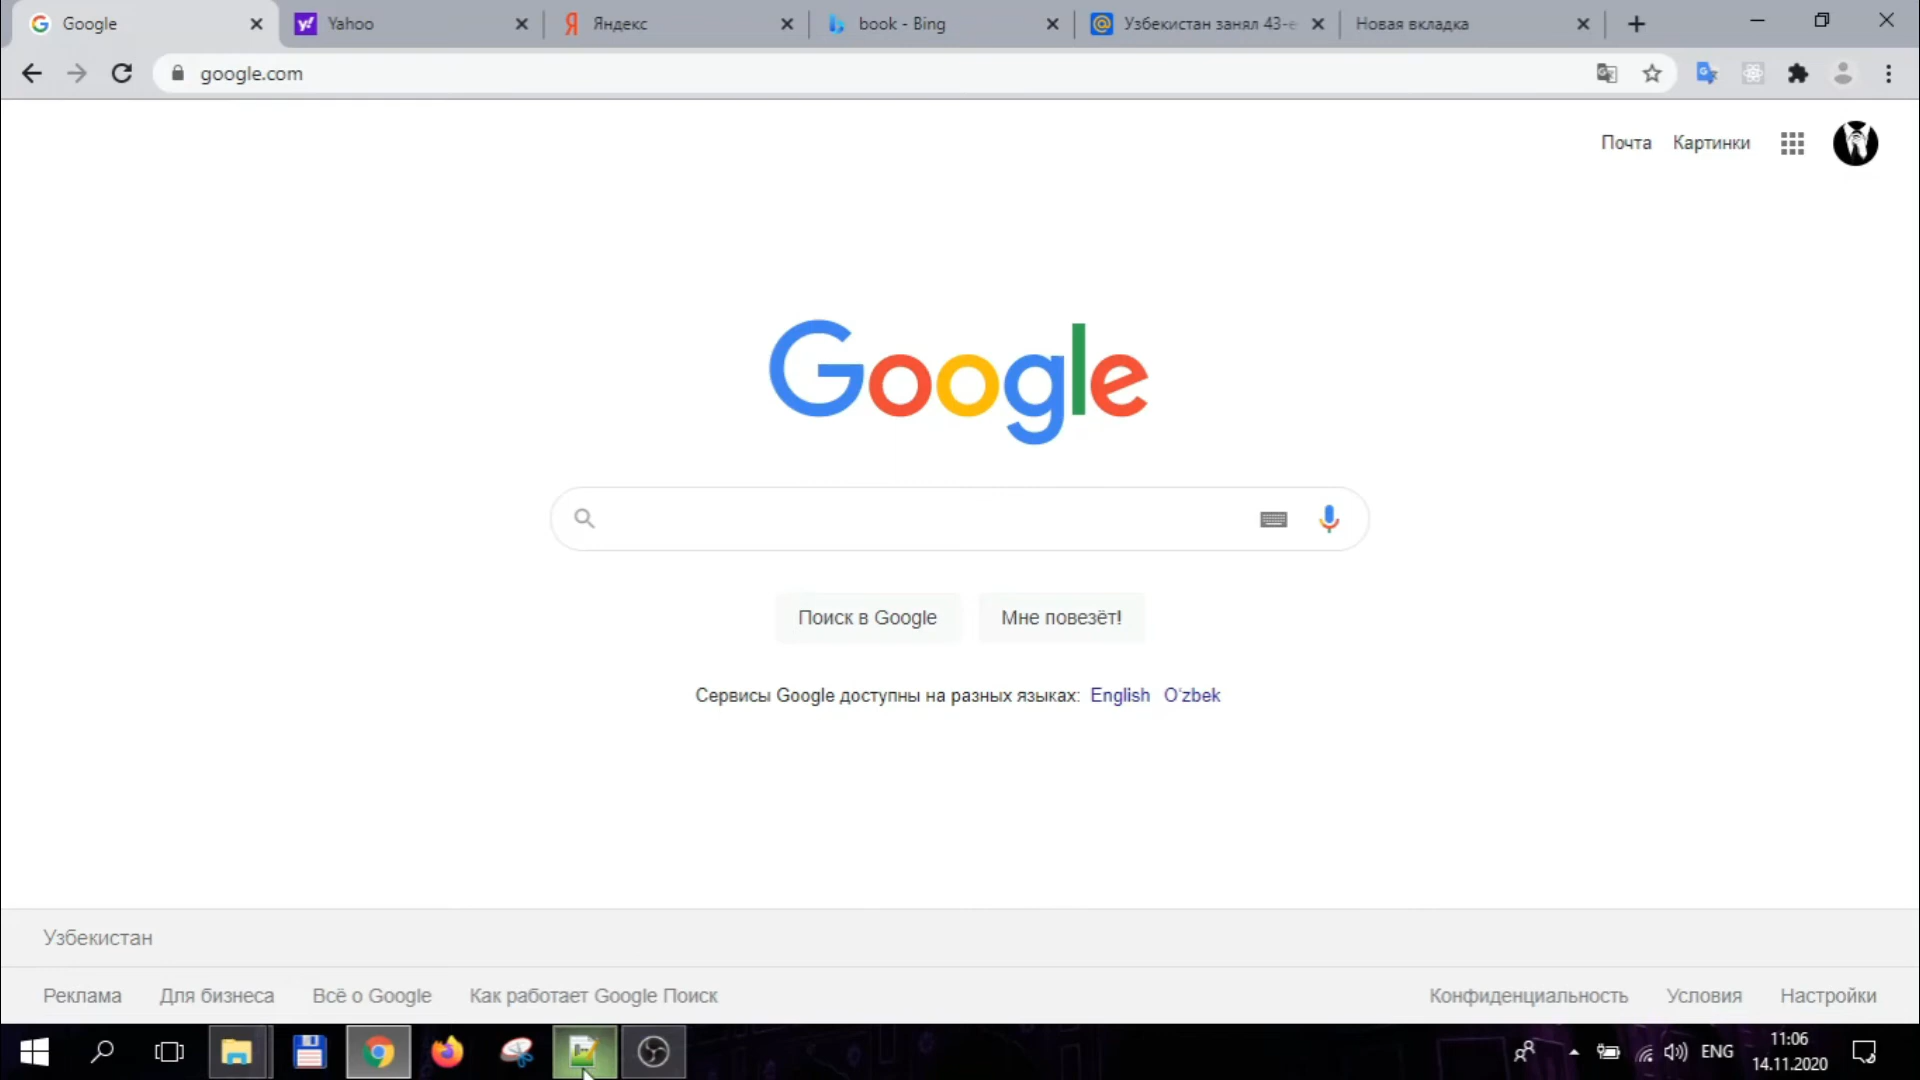 Google
Yahoo
Яндекс
book - Bing
Узбекистан занял 43-е
Новая вкладка
google.com
Почта
Картинки
Google
Поиск в Google
Мне повезёт!
Сервисы Google доступны на разных языках: English Oʻzbek
Узбекистан
Реклама
Для бизнеса
Всё о Google
Как работает Google Поиск
Конфиденциальность
Условия
Настройки
ENG
11:06
14.11.2020